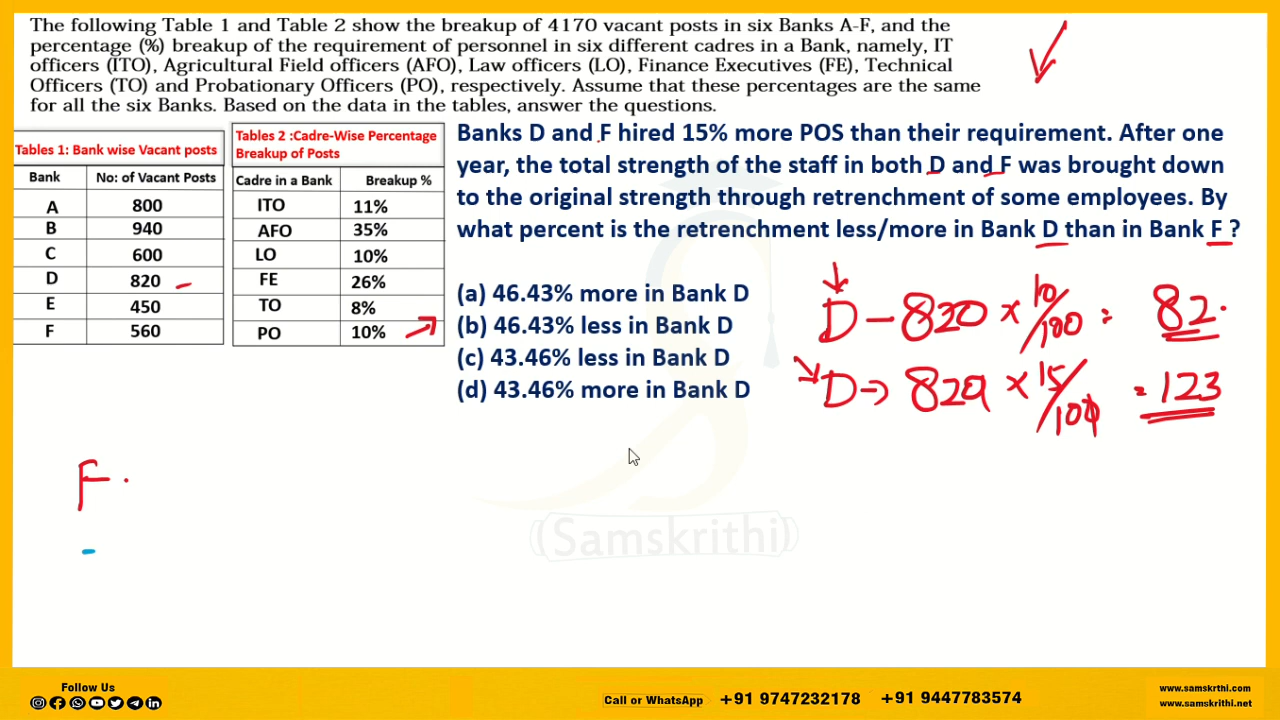 The following Table 1 and Table 2 show the breakup of 4170 vacant posts in six Banks A-F, and the
percentage (%) breakup of the requirement of personnel in six different cadres in a Bank, namely, IT
officers (ITO), Agricultural Field officers (AFO), Law officers (LO), Finance Executives (FE), Technical
Officers (TO) and Probationary Officers (PO), respectively. Assume that these percentages are the same
for all the six Banks. Based on the data in the tables, answer the questions.
Tables 1: Bank wise Vacant posts
Bank No: of Vacant Posts
A 800
B 940
C 600
D 820
E 450
F 560
Tables 2 :Cadre-Wise Percentage
Breakup of Posts
Cadre in a Bank Breakup %
ITO 11%
AFO 35%
LO 10%
FE 26%
TO 8%
PO 10%
Banks D and F hired 15% more POS than their requirement. After one
year, the total strength of the staff in both D and F was brought down
to the original strength through retrenchment of some employees. By
what percent is the retrenchment less/more in Bank D than in Bank F ?
(a) 46.43% more in Bank D
(b) 46.43% less in Bank D
(c) 43.46% less in Bank D
(d) 43.46% more in Bank D
D - 820 × 10/100 = 82.
D → 820 × 15/100 = 123
F
(Samskrithi)
Follow Us
Call or WhatsApp +91 9747232178 +91 9447783574
www.samskrthi.com
www.samskrithi.net